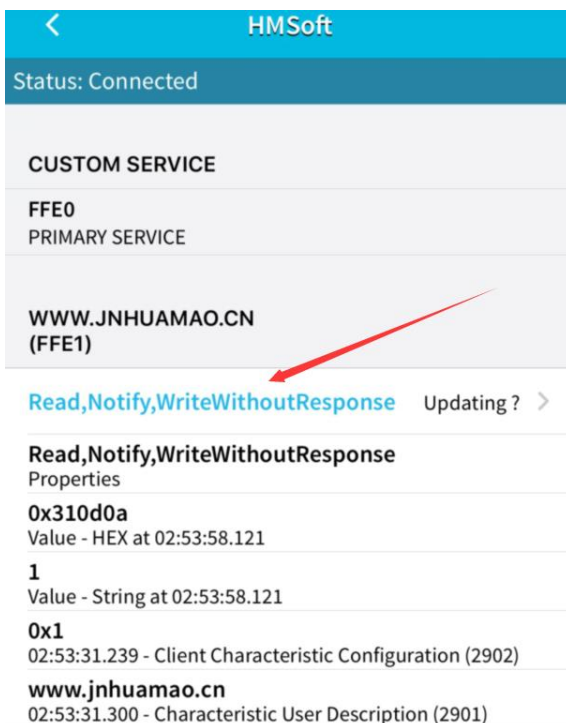 HMSoft
Status: Connected
CUSTOM SERVICE
FFE0
PRIMARY SERVICE
WWW.JNHUAMAO.CN
(FFE1)
Read,Notify,WriteWithoutResponse Updating ?
Read,Notify,WriteWithoutResponse
Properties
0x310d0a
Value - HEX at 02:53:58.121
1
Value - String at 02:53:58.121
0x1
02:53:31.239 - Client Characteristic Configuration (2902)
www.jnhuamao.cn
02:53:31.300 - Characteristic User Description (2901)